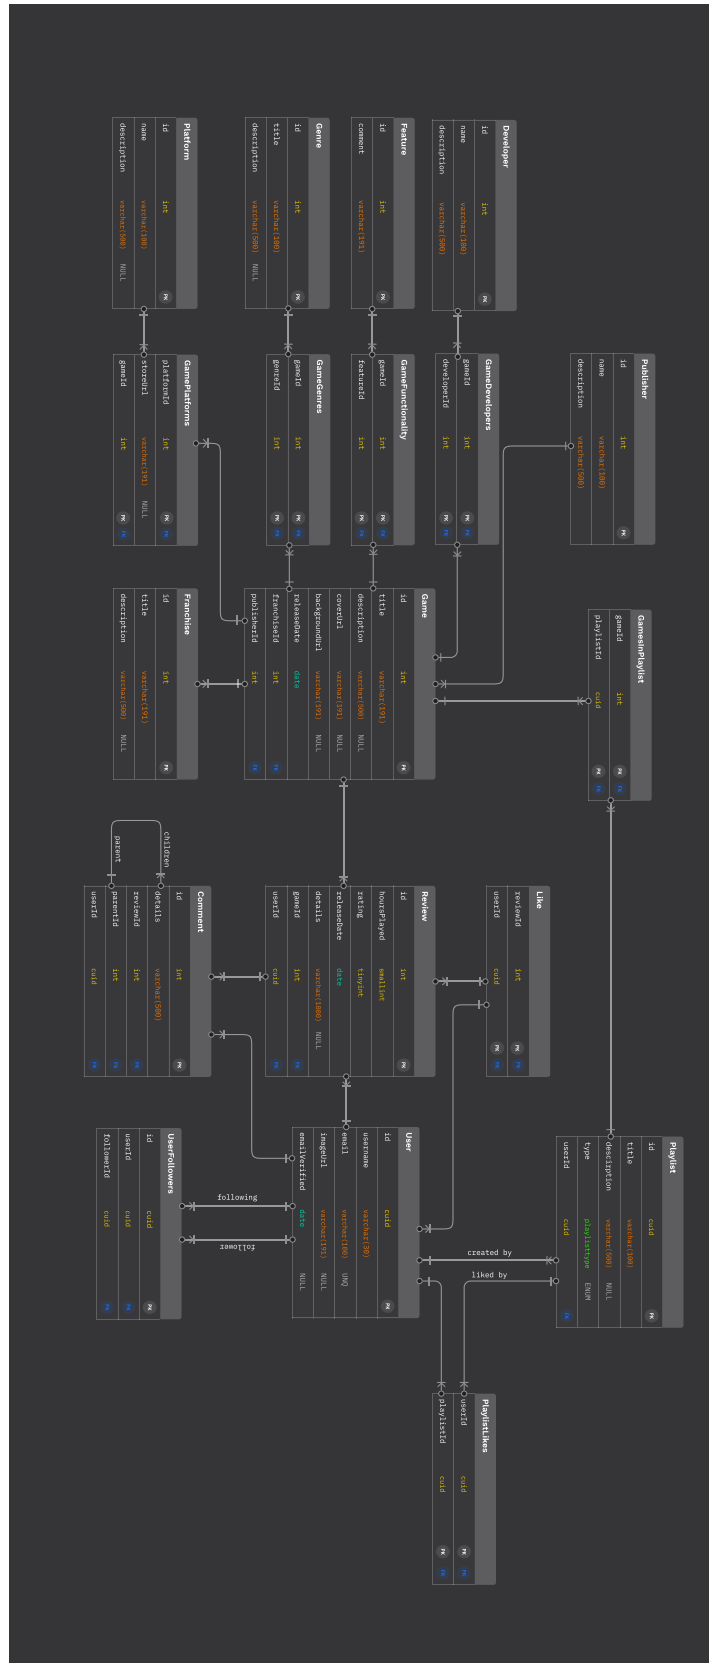 Playlist
id cuid PK
title varchar(100)
descirption varchar(500) NULL
type playlisttype ENUM
userId cuid FK
Publisher
id int PK
name varchar(100)
description varchar(500)
GamesInPlaylist
gameId int PK FK
playlistId cuid PK FK
Like
reviewId int PK FK
userId cuid PK FK
Developer
id int PK
name varchar(100)
description varchar(500)
GameDevelopers
gameId int PK FK
developerId int PK FK
PlaylistLikes
userId cuid PK FK
playlistId cuid PK FK
created by
liked by
Feature
id int PK
comment varchar(191)
GameFunctionality
gameId int PK FK
featureId int PK FK
Game
id int PK
title varchar(191)
description varchar(500) NULL
coverUrl varchar(191) NULL
backgroundUrl varchar(191) NULL
releaseDate date
franchiseId int FK
publisherId int FK
Review
id int PK
hoursPlayed smallint
rating tinyint
releaseDate date
details varchar(1000) NULL
gameId int FK
userId cuid FK
User
id cuid PK
username varchar(30)
email varchar(100) UNQ
imageUrl varchar(191) NULL
emailVerified date NULL
Genre
id int PK
title varchar(100)
description varchar(500) NULL
GameGenres
gameId int PK FK
genreId int PK FK
following
follower
Platform
id int PK
name varchar(100)
description varchar(500) NULL
GamePlatforms
platformId int PK FK
storeUrl varchar(191) NULL
gameId int PK FK
Franchise
id int PK
title varchar(191)
description varchar(500) NULL
children
parent
Comment
id int PK
details varchar(500)
reviewId int FK
parentId int FK
userId cuid FK
UserFollowers
id cuid PK
userId cuid FK
followerId cuid FK